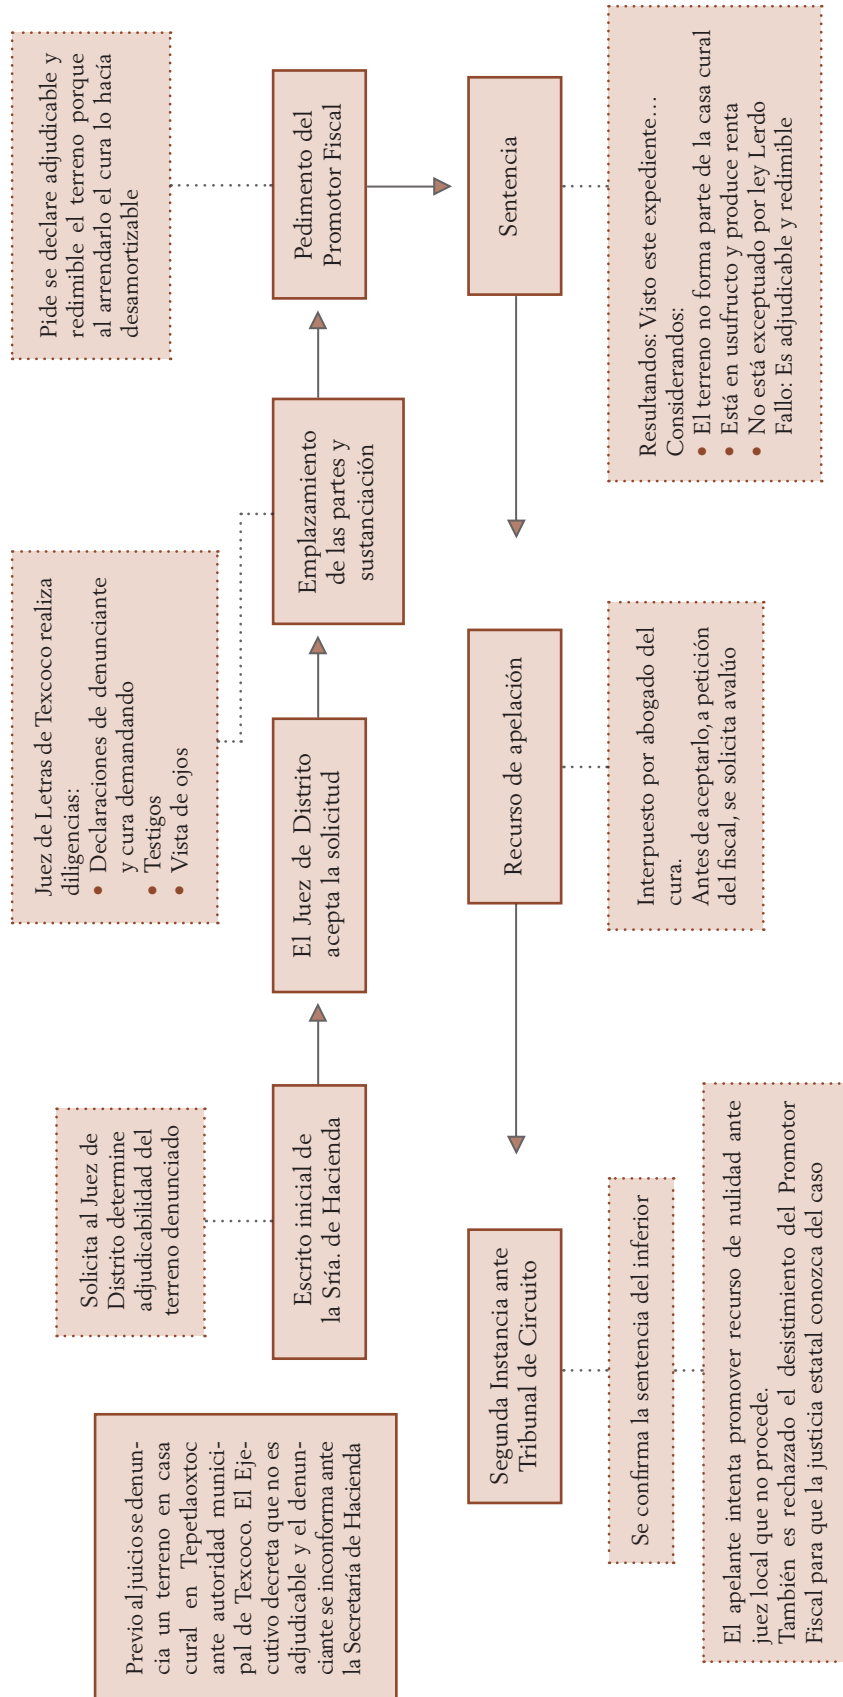 Previo al juicio se denun-
cia un terreno en casa
cural en Tepetlaoxtoc
ante autoridad munici-
pal de Texcoco. El Eje-
cutivo decreta que no es
adjudicable y el denun-
ciante se inconforma ante
la Secretaría de Hacienda
Solicita al Juez de
Distrito determine
adjudicabilidad del
terreno denunciado
Escrito inicial de
la Sría. de Hacienda
El Juez de Distrito
acepta la solicitud
Juez de Letras de Texcoco realiza
diligencias:
• Declaraciones de denunciante
y cura demandando
• Testigos
• Vista de ojos
Emplazamiento
de las partes y
sustanciación
Pide se declare adjudicable y
redimible el terreno porque
al arrendarlo el cura lo hacía
desamortizable
Pedimento del
Promotor Fiscal
Sentencia
Resultandos: Visto este expediente…
Considerandos:
• El terreno no forma parte de la casa cural
• Está en usufructo y produce renta
• No está exceptuado por ley Lerdo
Fallo: Es adjudicable y redimible
Recurso de apelación
Interpuesto por abogado del
cura.
Antes de aceptarlo, a petición
del fiscal, se solicita avalúo
Segunda Instancia ante
Tribunal de Circuito
Se confirma la sentencia del inferior
El apelante intenta promover recurso de nulidad ante
juez local que no procede.
También es rechazado el desistimiento del Promotor
Fiscal para que la justicia estatal conozca del caso